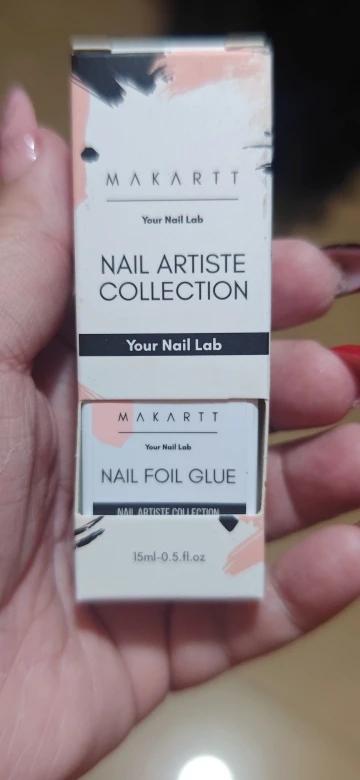 MAKARTT
Your Nail Lab
NAIL ARTISTE
COLLECTION
Your Nail Lab
MAKARTT
Your Nail Lab
NAIL FOIL GLUE
NAIL ARTISTE COLLECTION
15ml-0.5.fl.oz